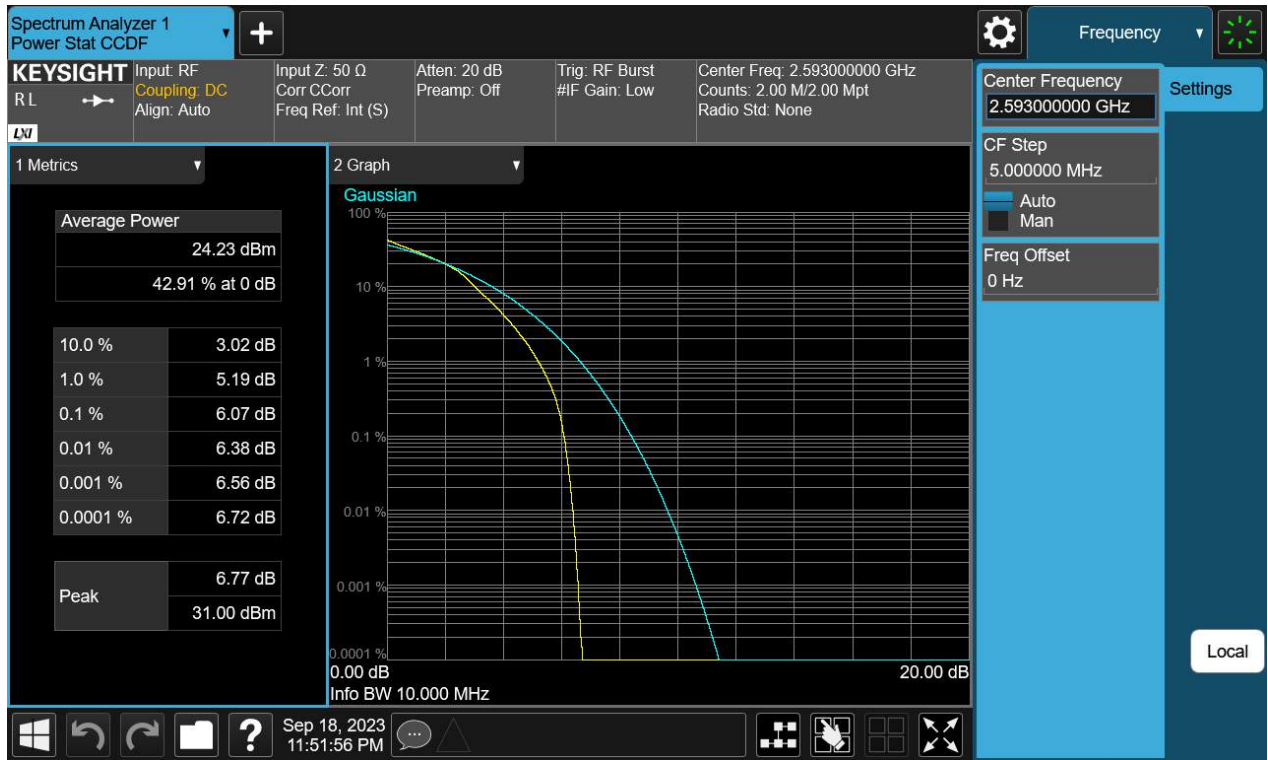 Spectrum Analyzer 1
Power Stat CCDF
+
Frequency
KEYSIGHT
RL
LXI
Input: RF
Coupling: DC
Align: Auto
Input Z: 50 Ω
Corr CCorr
Freq Ref: Int (S)
Atten: 20 dB
Preamp: Off
Trig: RF Burst
#IF Gain: Low
Center Freq: 2.593000000 GHz
Counts: 2.00 M/2.00 Mpt
Radio Std: None
Center Frequency
2.593000000 GHz
Settings
CF Step
5.000000 MHz
Auto
Man
Freq Offset
0 Hz
1 Metrics
Average Power
24.23 dBm
42.91 % at 0 dB
10.0 % 3.02 dB
1.0 % 5.19 dB
0.1 % 6.07 dB
0.01 % 6.38 dB
0.001 % 6.56 dB
0.0001 % 6.72 dB
Peak
6.77 dB
31.00 dBm
2 Graph
Gaussian
100 %
10 %
1 %
0.1 %
0.01 %
0.001 %
0.0001 %
0.00 dB 20.00 dB
Info BW 10.000 MHz
Local
?
Sep 18, 2023
11:51:56 PM